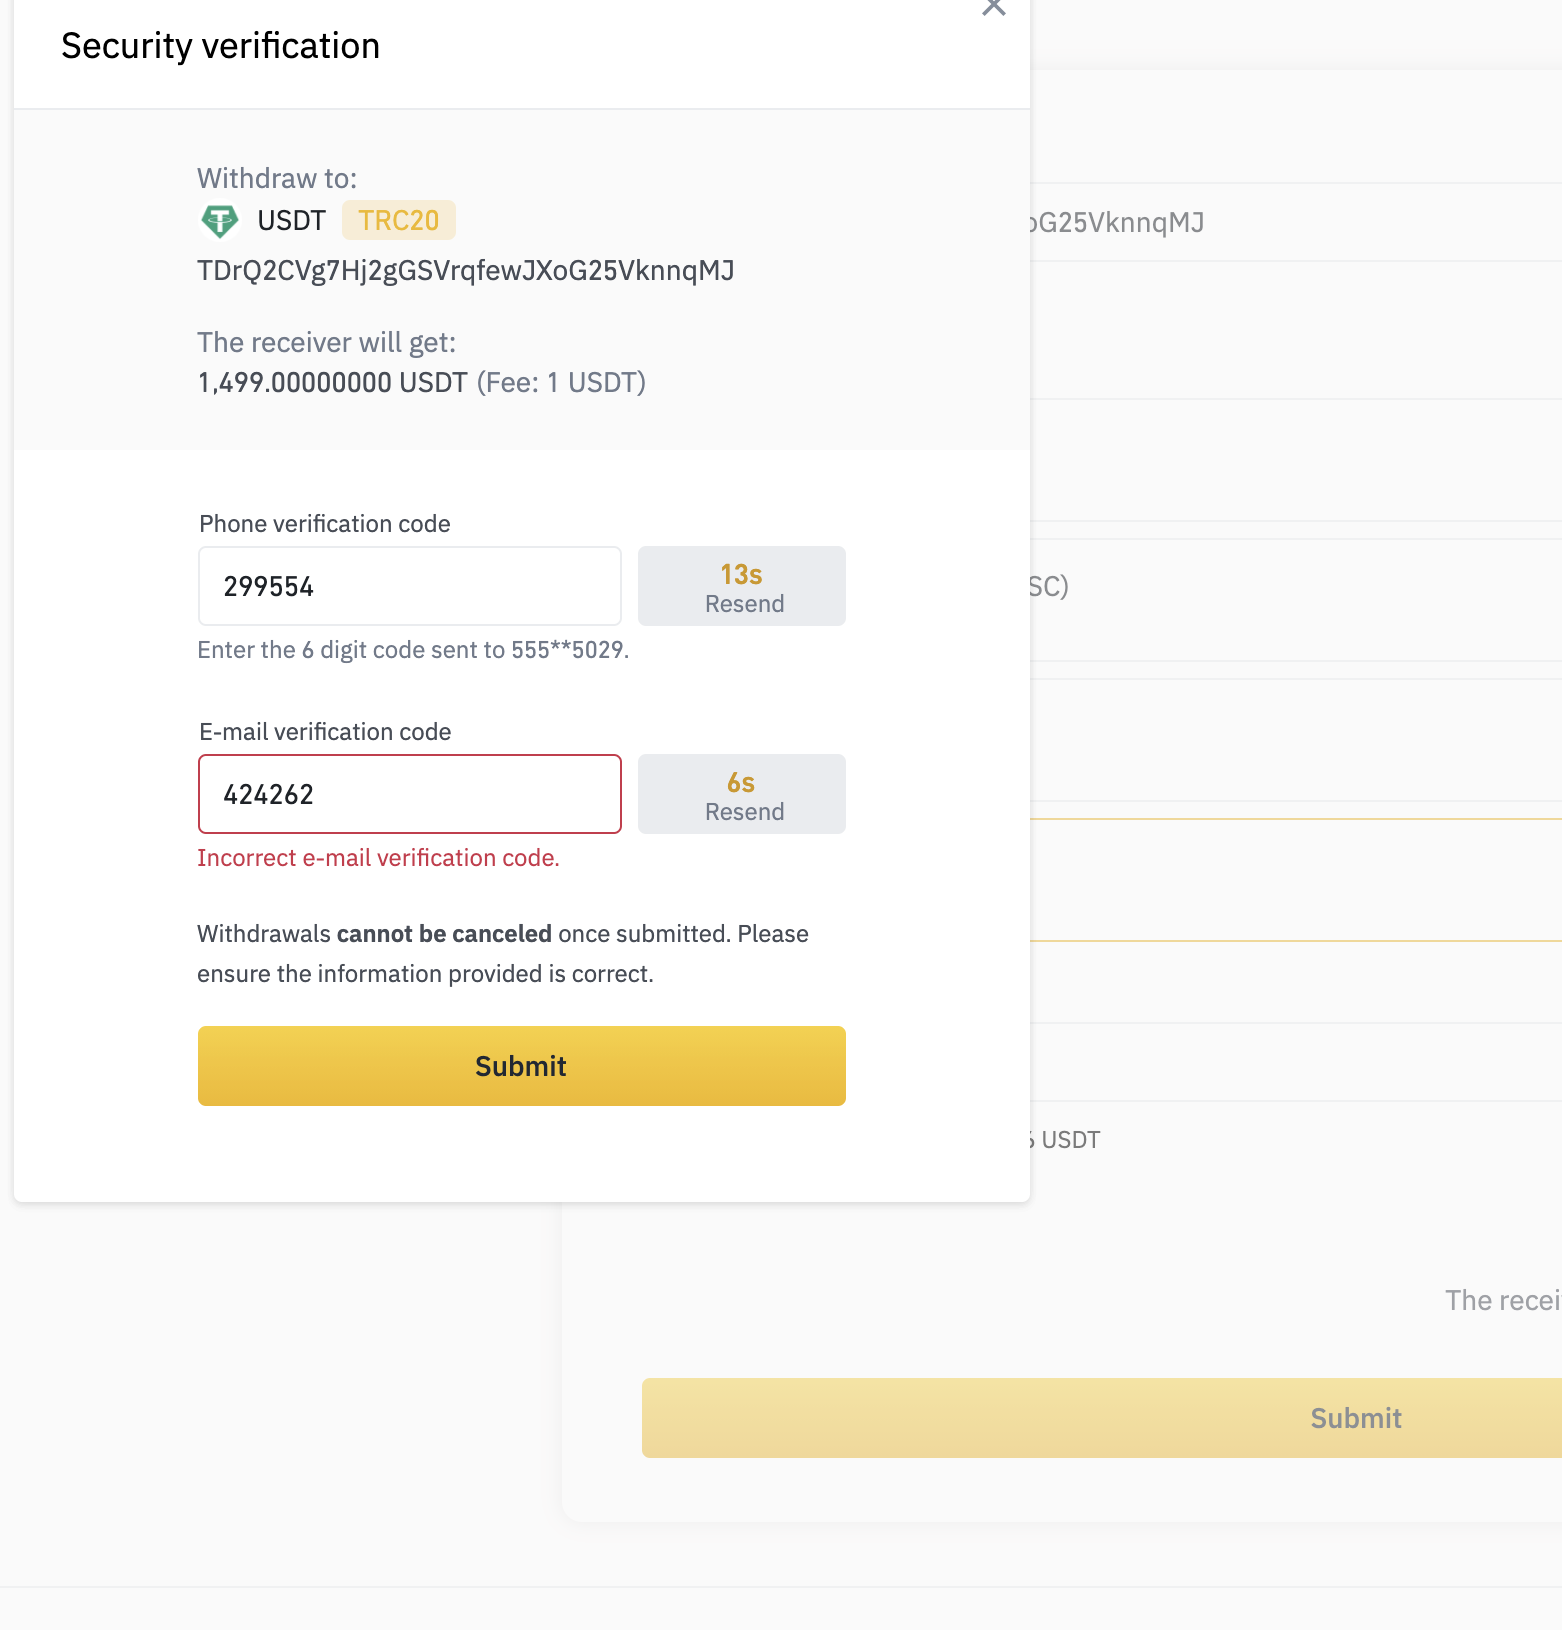 Security verification
Withdraw to:
USDT TRC20
TDrQ2CVg7Hj2gGSVrqfewJXoG25VknnqMJ
The receiver will get:
1,499.00000000 USDT (Fee: 1 USDT)
Phone verification code
299554
13s
Resend
Enter the 6 digit code sent to 555**5029.
E-mail verification code
424262
6s
Resend
Incorrect e-mail verification code.
Withdrawals cannot be canceled once submitted. Please
ensure the information provided is correct.
Submit
G25VknnqMJ
SC)
USDT
The recei
Submit